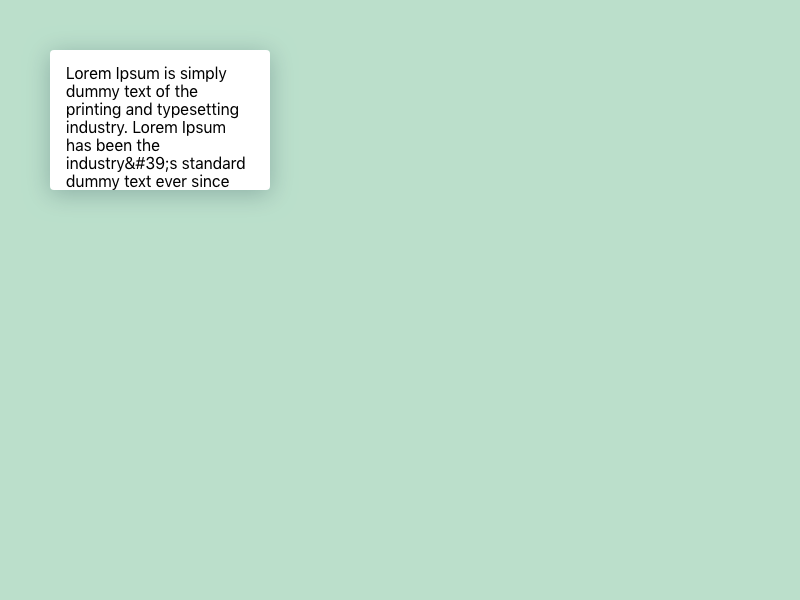 Lorem Ipsum is simply
dummy text of the
printing and typesetting
industry. Lorem Ipsum
has been the
industry&#39;s standard
dummy text ever since